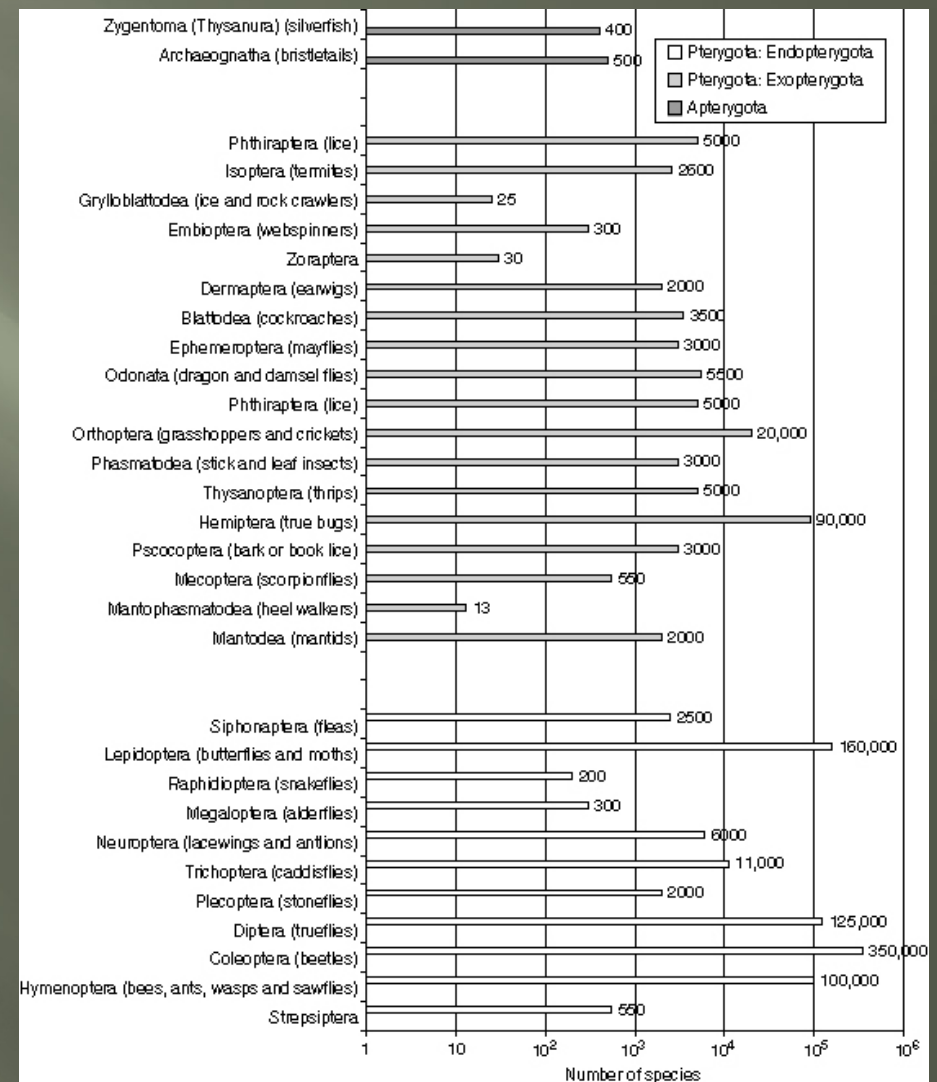 Zygentoma (Thysanura) (silverfish) 400
Archaeognatha (bristletails) 500
Pterygota: Endopterygota
Pterygota: Exopterygota
Apterygota
Phthiraptera (lice) 5000
Isoptera (termites) 2600
Grylloblattodea (ice and rock crawlers) 25
Embioptera (webspinners) 300
Zoraptera 30
Dermaptera (earwigs) 2000
Blattodea (cockroaches) 3500
Ephemeroptera (mayflies) 3000
Odonata (dragon and damsel flies) 5500
Phthiraptera (lice) 5000
Orthoptera (grasshoppers and crickets) 20,000
Phasmatodea (stick and leaf insects) 3000
Thysanoptera (thrips) 5000
Hemiptera (true bugs) 90,000
Pscocoptera (bark or book lice) 3000
Mecoptera (scorpionflies) 550
Mantophasmatodea (heel walkers) 13
Mantodea (mantids) 2000
Siphonaptera (fleas) 2500
Lepidoptera (butterflies and moths) 160,000
Raphidioptera (snakeflies) 200
Megaloptera (alderflies) 300
Neuroptera (lacewings and antlions) 6000
Trichoptera (caddisflies) 11,000
Plecoptera (stoneflies) 2000
Diptera (trueflies) 125,000
Coleoptera (beetles) 350,000
Hymenoptera (bees, ants, wasps and sawflies) 100,000
Strepsiptera 550
1 10 10² 10³ 10⁴ 10⁵ 10⁶
Number of species